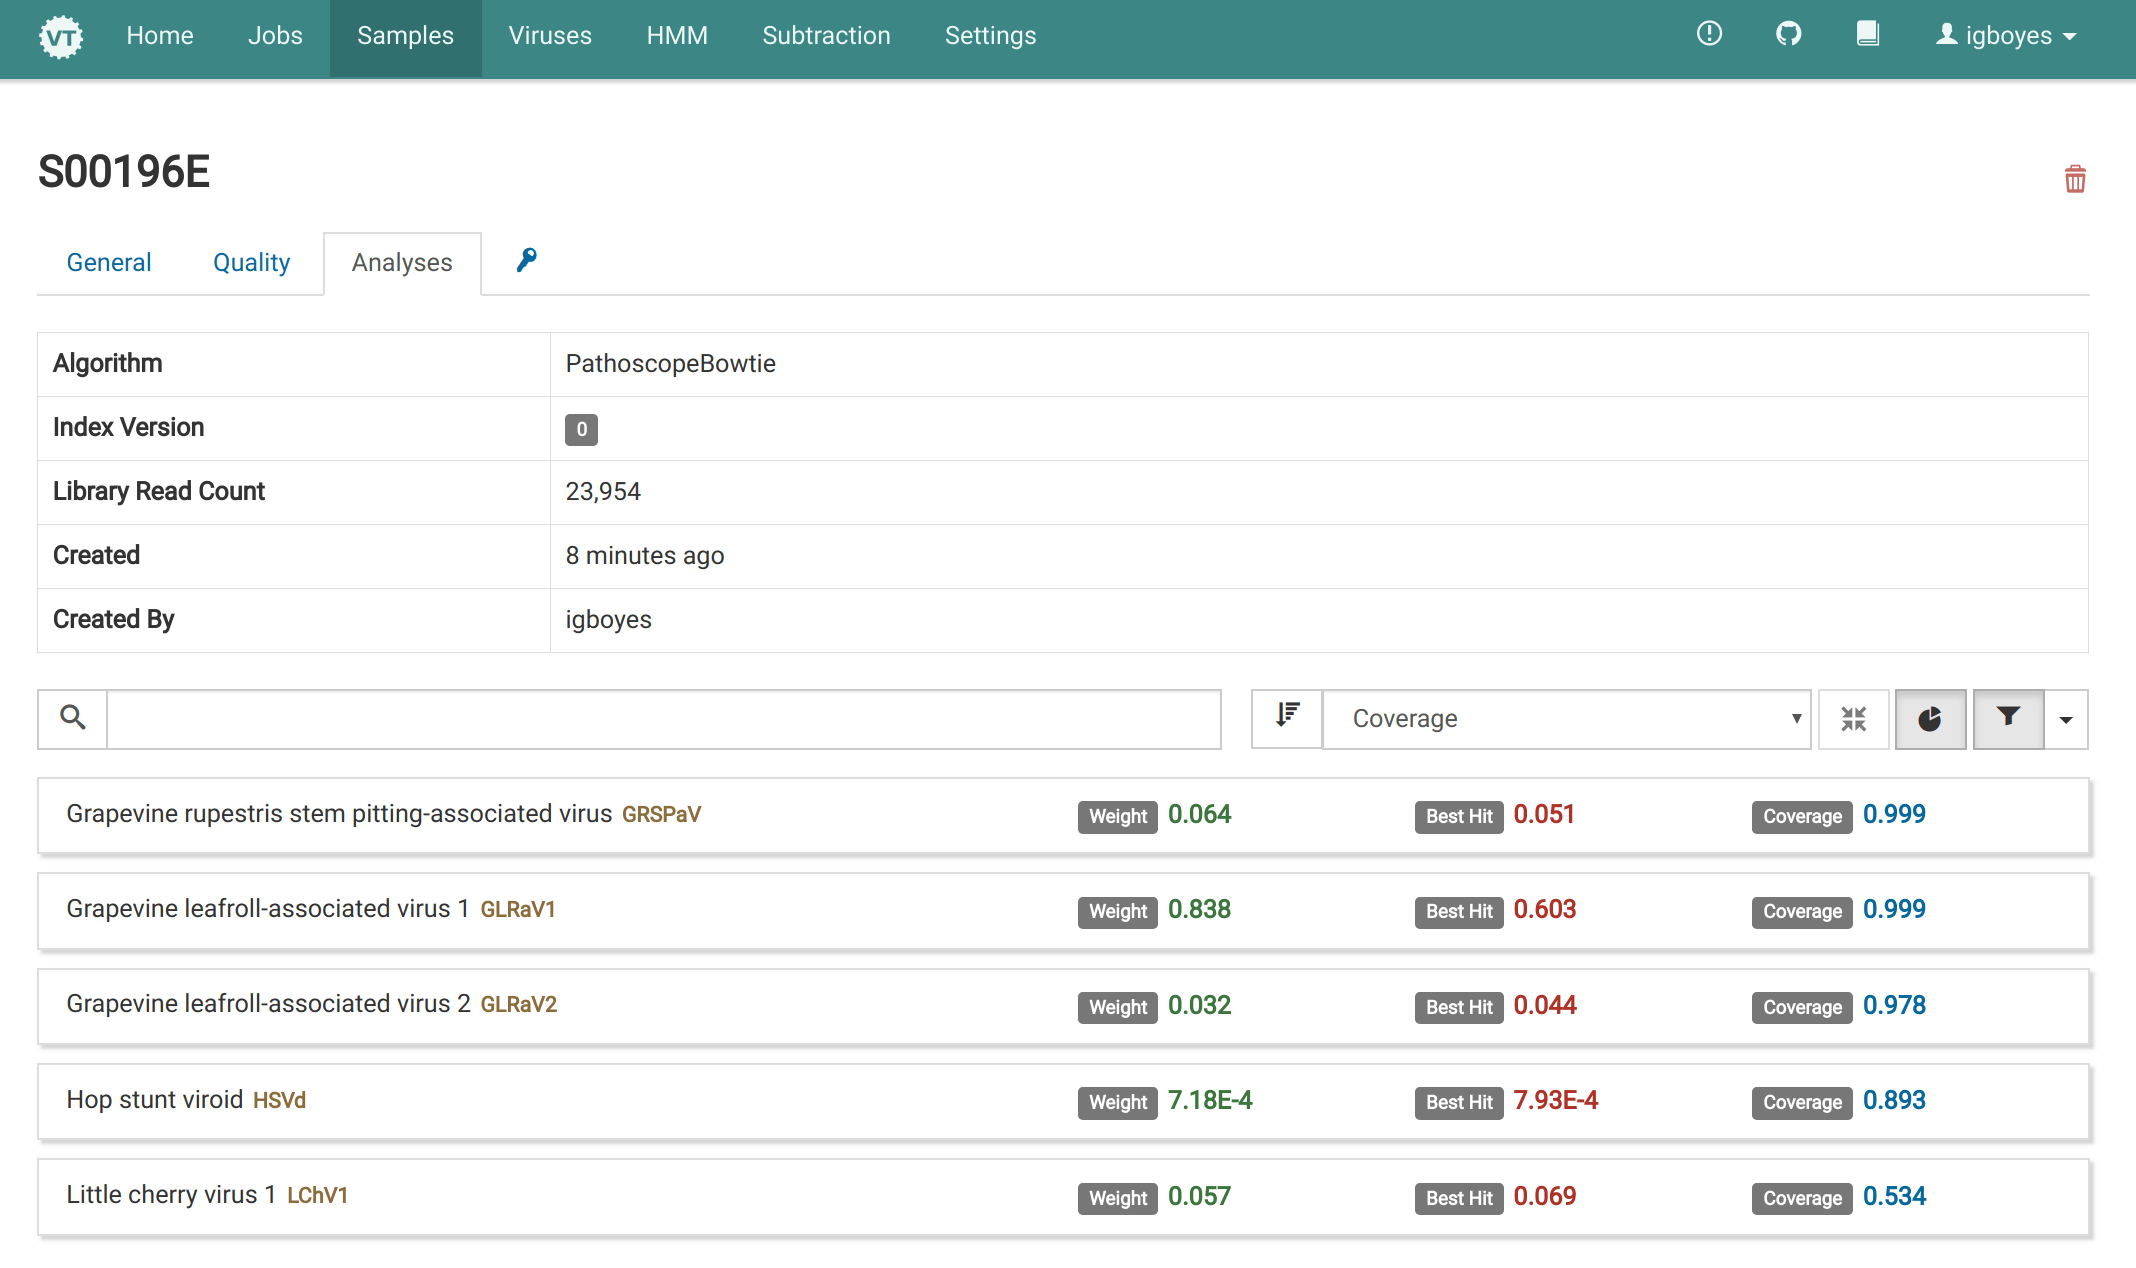 VT Home Jobs Samples Viruses HMM Subtraction Settings igboyes
S00196E
General Quality Analyses
Algorithm PathoscopeBowtie
Index Version 0
Library Read Count 23,954
Created 8 minutes ago
Created By igboyes
Coverage
Grapevine rupestris stem pitting-associated virus GRSPaV Weight 0.064 Best Hit 0.051 Coverage 0.999
Grapevine leafroll-associated virus 1 GLRaV1 Weight 0.838 Best Hit 0.603 Coverage 0.999
Grapevine leafroll-associated virus 2 GLRaV2 Weight 0.032 Best Hit 0.044 Coverage 0.978
Hop stunt viroid HSVd Weight 7.18E-4 Best Hit 7.93E-4 Coverage 0.893
Little cherry virus 1 LChV1 Weight 0.057 Best Hit 0.069 Coverage 0.534